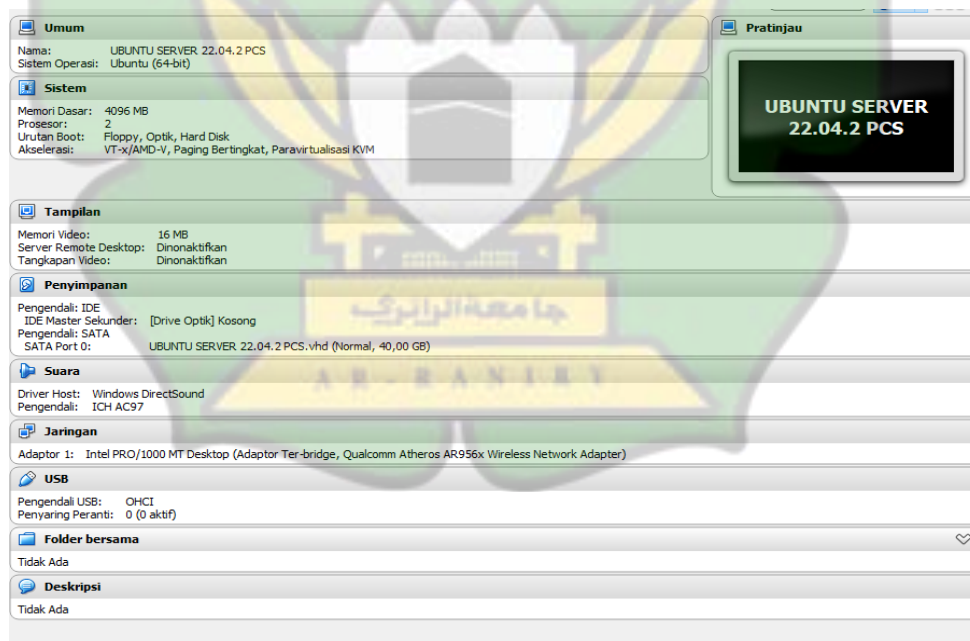 Umum
Nama: UBUNTU SERVER 22.04.2 PCS
Sistem Operasi: Ubuntu (64-bit)
Sistem
Memori Dasar: 4096 MB
Prosesor: 2
Urutan Boot: Floppy, Optik, Hard Disk
Akselerasi: VT-x/AMD-V, Paging Bertingkat, Paravirtualisasi KVM
Pratinjau
UBUNTU SERVER
22.04.2 PCS
Tampilan
Memori Video: 16 MB
Server Remote Desktop: Dinonaktifkan
Tangkapan Video: Dinonaktifkan
Penyimpanan
Pengendali: IDE
IDE Master Sekunder: [Drive Optik] Kosong
Pengendali: SATA
SATA Port 0: UBUNTU SERVER 22.04.2 PCS.vhd (Normal, 40,00 GB)
Suara
Driver Host: Windows DirectSound
Pengendali: ICH AC97
Jaringan
Adaptor 1: Intel PRO/1000 MT Desktop (Adaptor Ter-bridge, Qualcomm Atheros AR956x Wireless Network Adapter)
USB
Pengendali USB: OHCI
Penyaring Peranti: 0 (0 aktif)
Folder bersama
Tidak Ada
Deskripsi
Tidak Ada
جامعة الرانري
AR-RANIRY